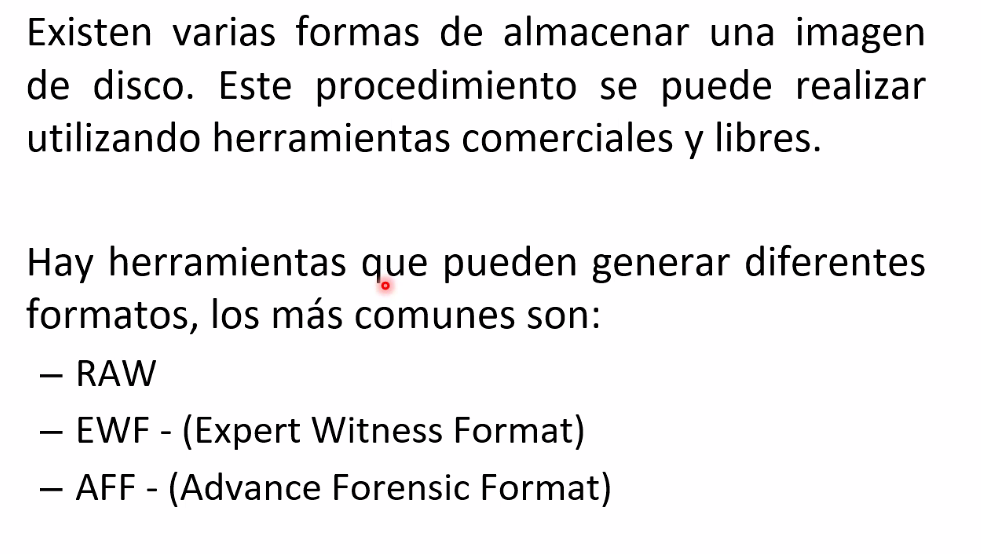 Existen varias formas de almacenar una imagen
de disco. Este procedimiento se puede realizar
utilizando herramientas comerciales y libres.
Hay herramientas que pueden generar diferentes
formatos, los más comunes son:
– RAW
– EWF - (Expert Witness Format)
– AFF - (Advance Forensic Format)